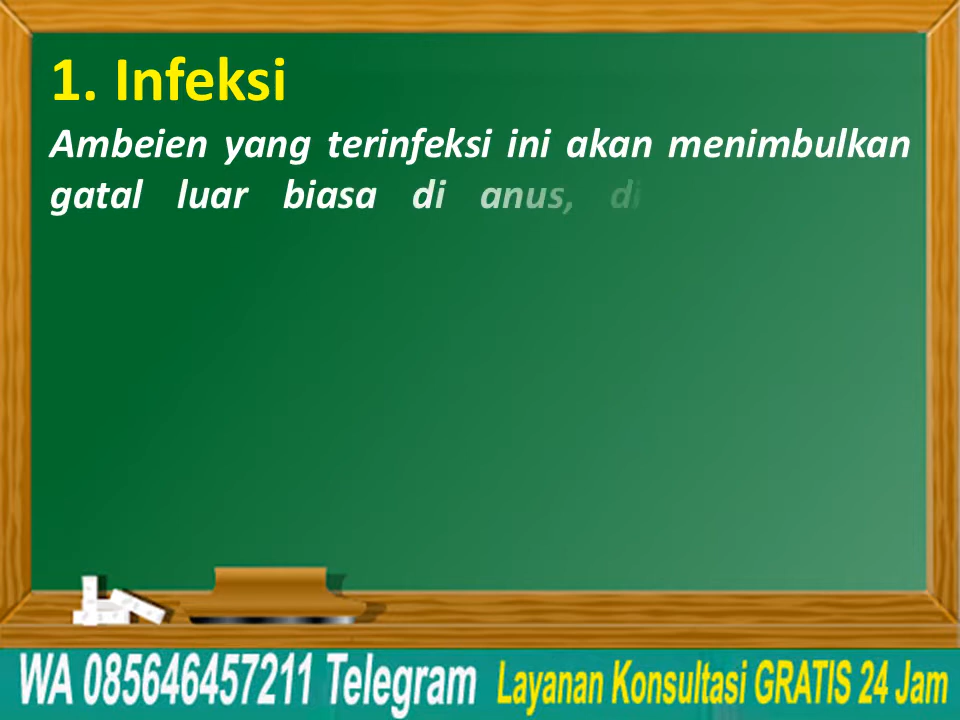 1. Infeksi
Ambeien yang terinfeksi ini akan menimbulkan
gatal luar biasa di anus, di
WA 085646457211 Telegram Layanan Konsultasi GRATIS 24 Jam